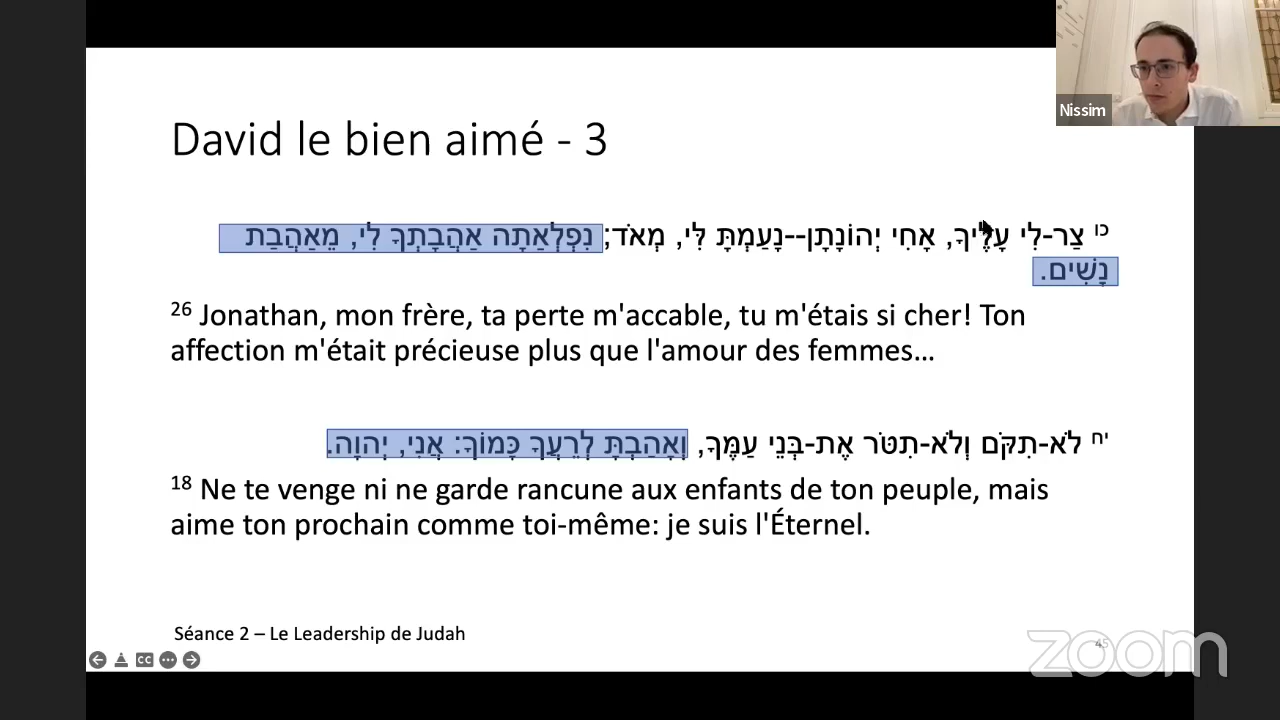 Nissim
David le bien aimé - 3
כו צַר-לִי עָלֶיךָ, אָחִי יְהוֹנָתָן--נָעַמְתָּ לִּי, מְאֹד; נִפְלְאַתָה אַהֲבָתְךָ לִי, מֵאַהֲבַת
נָשִׁים.
26 Jonathan, mon frère, ta perte m'accable, tu m'étais si cher! Ton
affection m'était précieuse plus que l'amour des femmes…
יח לֹא-תִקֹּם וְלֹא-תִטֹּר אֶת-בְּנֵי עַמֶּךָ, וְאָהַבְתָּ לְרֵעֲךָ כָּמוֹךָ: אֲנִי, יְהוָה.
18 Ne te venge ni ne garde rancune aux enfants de ton peuple, mais
aime ton prochain comme toi-même: je suis l'Éternel.
Séance 2 – Le Leadership de Judah
45
CC
zoom